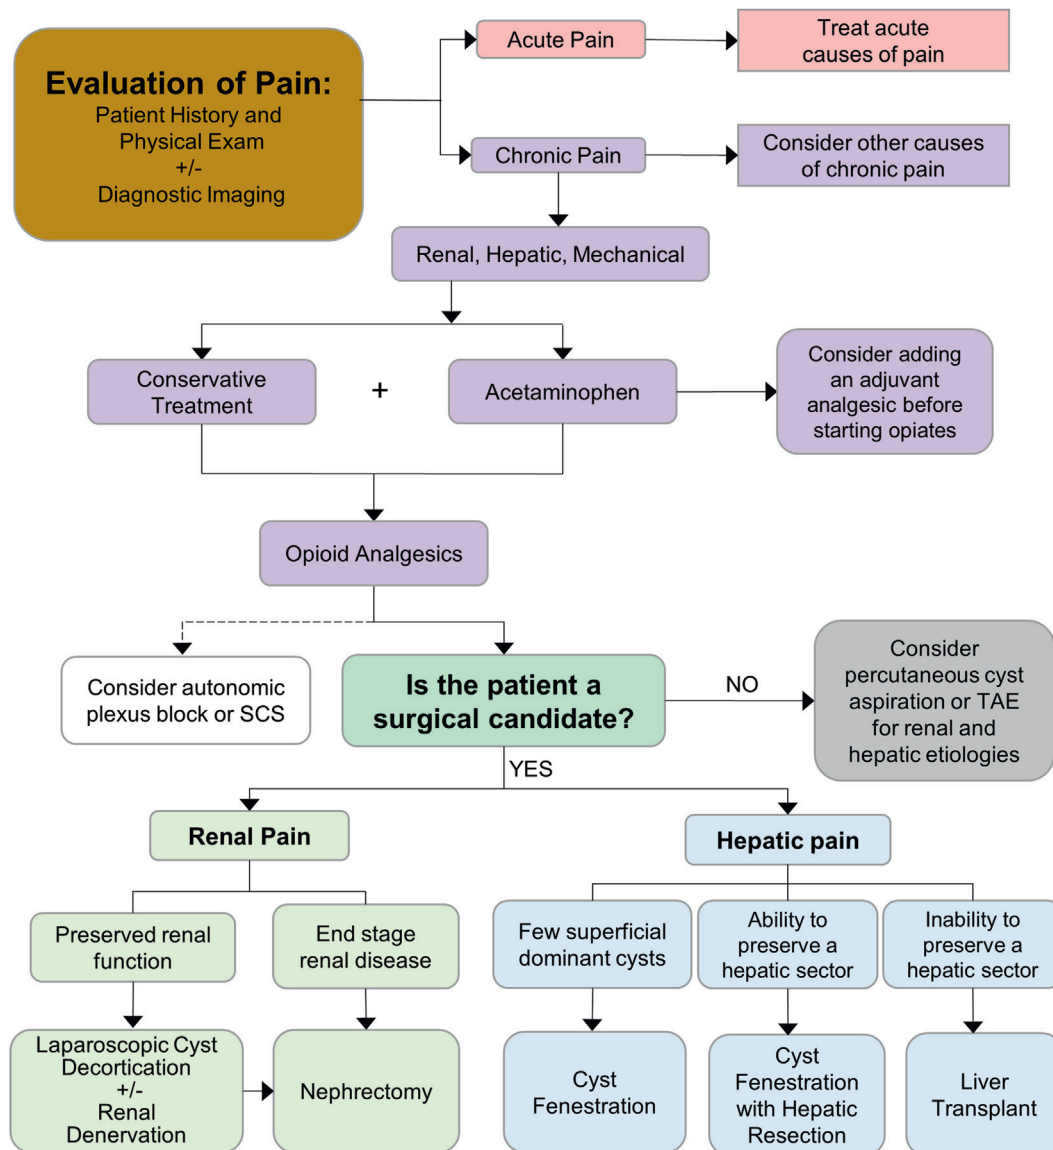 Evaluation of Pain:
Patient History and
Physical Exam
+/-
Diagnostic Imaging
Acute Pain
Treat acute
causes of pain
Chronic Pain
Consider other causes
of chronic pain
Renal, Hepatic, Mechanical
Conservative
Treatment
+
Acetaminophen
Consider adding
an adjuvant
analgesic before
starting opiates
Opioid Analgesics
Consider autonomic
plexus block or SCS
Is the patient a
surgical candidate?
NO
Consider
percutaneous cyst
aspiration or TAE
for renal and
hepatic etiologies
YES
Renal Pain
Hepatic pain
Preserved renal
function
End stage
renal disease
Few superficial
dominant cysts
Ability to
preserve a
hepatic sector
Inability to
preserve a
hepatic sector
Laparoscopic Cyst
Decortication
+/-
Renal
Denervation
Nephrectomy
Cyst
Fenestration
Cyst
Fenestration
with Hepatic
Resection
Liver
Transplant